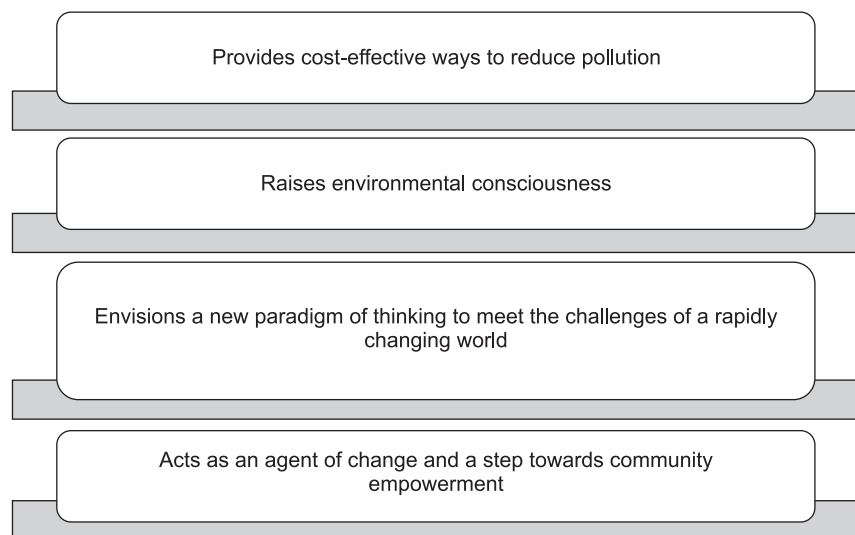 Provides cost-effective ways to reduce pollution
Raises environmental consciousness
Envisions a new paradigm of thinking to meet the challenges of a rapidly
changing world
Acts as an agent of change and a step towards community
empowerment